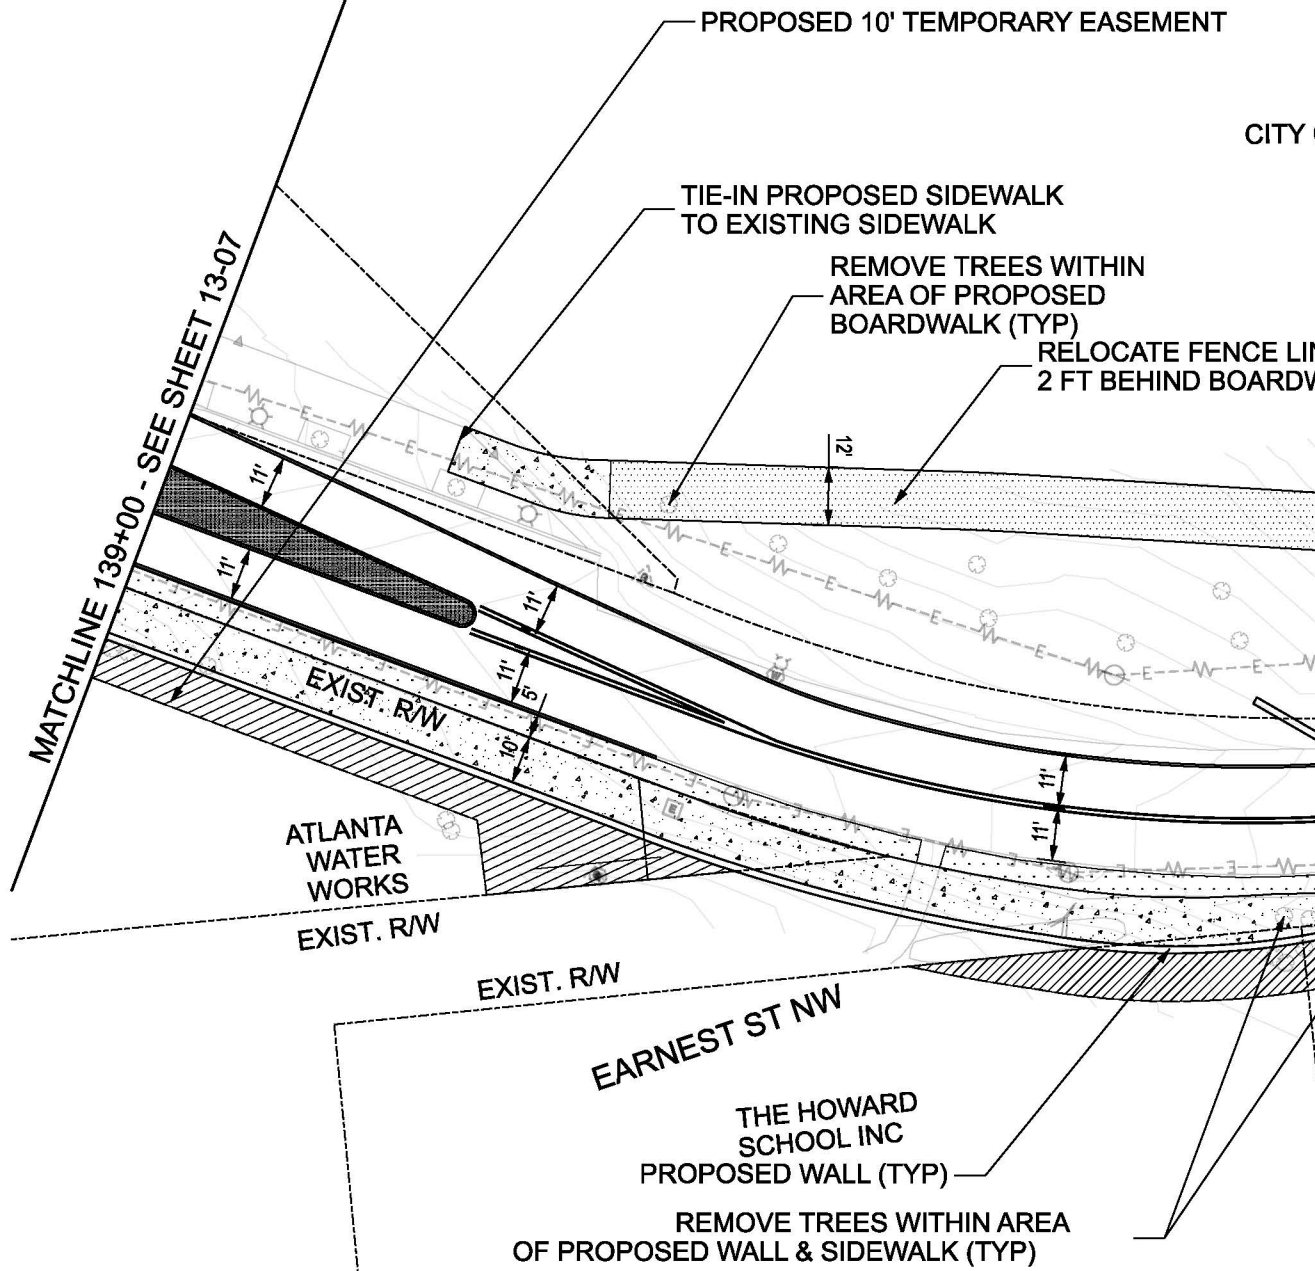 PROPOSED 10' TEMPORARY EASEMENT
CITY
TIE-IN PROPOSED SIDEWALK
TO EXISTING SIDEWALK
REMOVE TREES WITHIN
AREA OF PROPOSED
BOARDWALK (TYP)
RELOCATE FENCE
2 FT BEHIND
MATCHLINE 139+00 - SEE SHEET 13-07
12'
11'
11'
11'
11'
5'
10'
11'
11'
EXIST. R/W
ATLANTA
WATER
WORKS
EXIST. R/W
EXIST. R/W
EARNEST ST NW
THE HOWARD
SCHOOL INC
PROPOSED WALL (TYP)
REMOVE TREES WITHIN AREA
OF PROPOSED WALL & SIDEWALK (TYP)